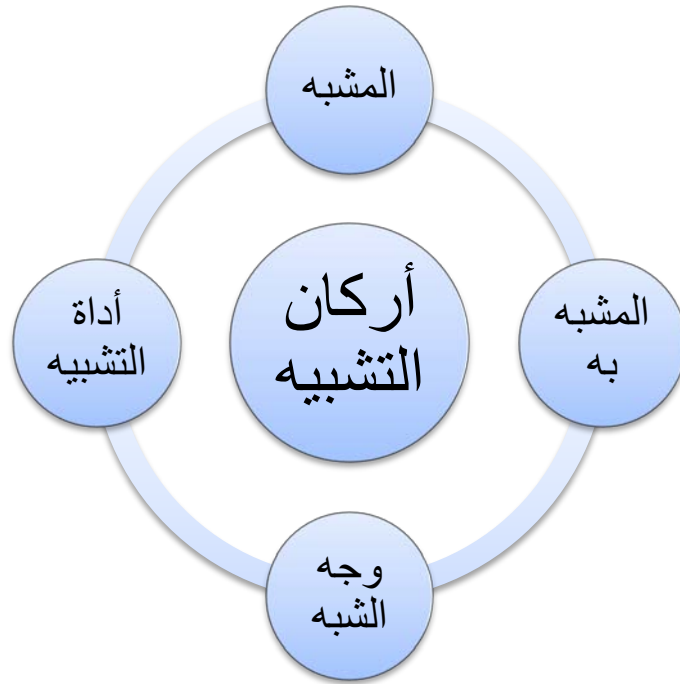 المشبه
أركان
التشبيه
المشبه
به
وجه
الشبه
أداة
التشبيه